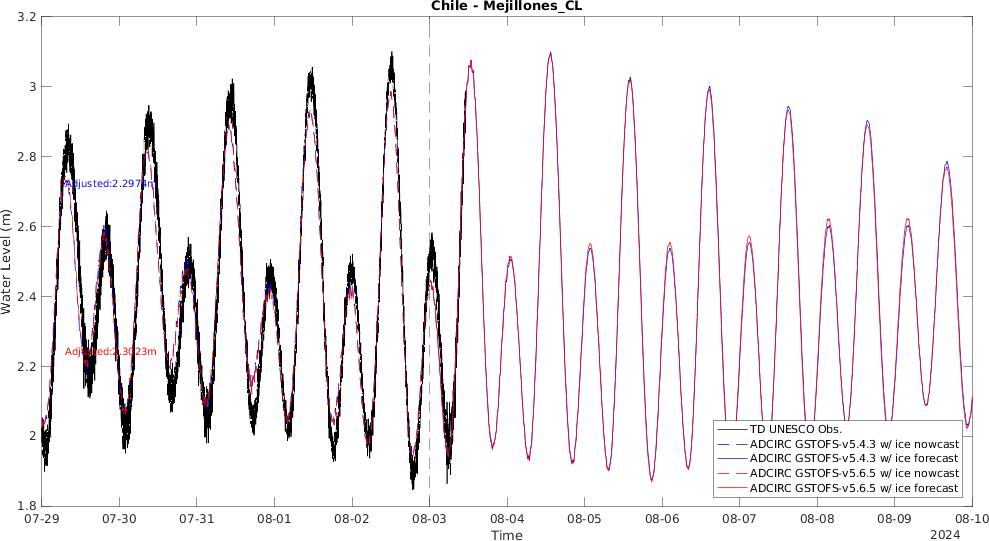 Chile - Mejillones_CL
3.2
3
2.8
2.6
2.4
2.2
2
1.8
Water Level (m)
Adjusted:2.2974m
Adjusted:2.3023m
TD UNESCO Obs.
ADCIRC GSTOFS-v5.4.3 w/ ice nowcast
ADCIRC GSTOFS-v5.4.3 w/ ice forecast
ADCIRC GSTOFS-v5.6.5 w/ ice nowcast
ADCIRC GSTOFS-v5.6.5 w/ ice forecast
07-29 07-30 07-31 08-01 08-02 08-03 08-04 08-05 08-06 08-07 08-08 08-09 08-10
Time
2024